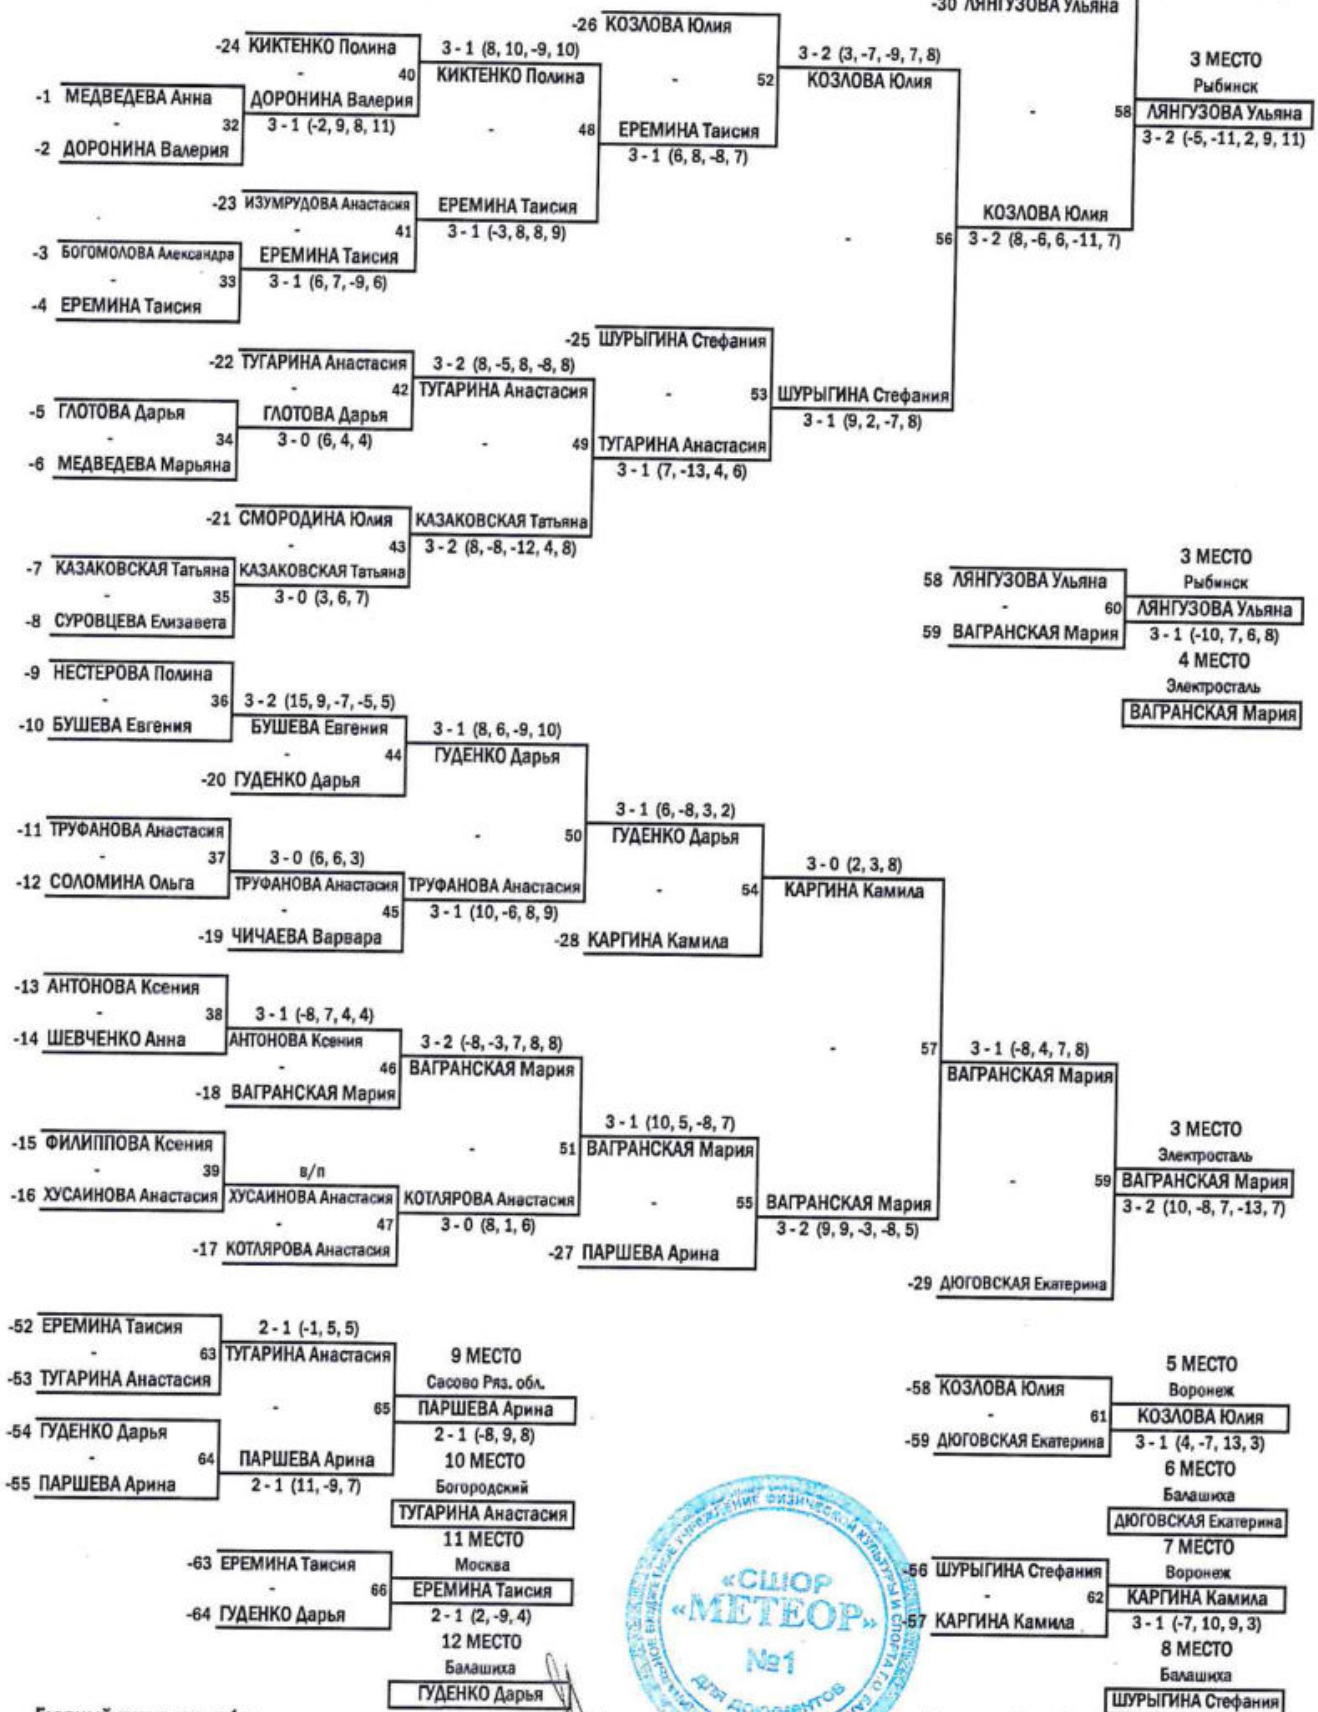 -30 ЛЯНГУЗОВА Ульяна
-26 КОЗЛОВА Юлия
-24 КИКТЕНКО Полина
3 - 1 (8, 10, -9, 10)
3 - 2 (3, -7, -9, 7, 8)
3 МЕСТО
40 КИКТЕНКО Полина
-
52 КОЗЛОВА Юлия
Рыбинск
-1 МЕДВЕДЕВА Анна
ДОРОНИНА Валерия
58 ЛЯНГУЗОВА Ульяна
-
32
3 - 1 (-2, 9, 8, 11)
-
48 ЕРЕМИНА Таисия
3 - 2 (-5, -11, 2, 9, 11)
-2 ДОРОНИНА Валерия
3 - 1 (6, 8, -8, 7)
-23 ИЗУМРУДОВА Анастасия
ЕРЕМИНА Таисия
КОЗЛОВА Юлия
-
41
3 - 1 (-3, 8, 8, 9)
-
56
3 - 2 (8, -6, 6, -11, 7)
-3 БОГОМОЛОВА Александра
ЕРЕМИНА Таисия
-
33
3 - 1 (6, 7, -9, 6)
-4 ЕРЕМИНА Таисия
-25 ШУРЫГИНА Стефания
-22 ТУГАРИНА Анастасия
3 - 2 (8, -5, 8, -8, 8)
-
42 ТУГАРИНА Анастасия
-
53 ШУРЫГИНА Стефания
-5 ГЛОТОВА Дарья
ГЛОТОВА Дарья
3 - 1 (9, 2, -7, 8)
-
34
3 - 0 (6, 4, 4)
-
49 ТУГАРИНА Анастасия
-6 МЕДВЕДЕВА Марьяна
3 - 1 (7, -13, 4, 6)
-21 СМОРОДИНА Юлия
КАЗАКОВСКАЯ Татьяна
-
43
3 - 2 (8, -8, -12, 4, 8)
3 МЕСТО
-7 КАЗАКОВСКАЯ Татьяна
КАЗАКОВСКАЯ Татьяна
58 ЛЯНГУЗОВА Ульяна
Рыбинск
-
35
3 - 0 (3, 6, 7)
-
60 ЛЯНГУЗОВА Ульяна
-8 СУРОВЦЕВА Елизавета
59 ВАГРАНСКАЯ Мария
3 - 1 (-10, 7, 6, 8)
-9 НЕСТЕРОВА Полина
4 МЕСТО
-
36
3 - 2 (15, 9, -7, -5, 5)
Электросталь
-10 БУШЕВА Евгения
БУШЕВА Евгения
3 - 1 (8, 6, -9, 10)
ВАГРАНСКАЯ Мария
-
44
ГУДЕНКО Дарья
-20 ГУДЕНКО Дарья
3 - 1 (6, -8, 3, 2)
-11 ТРУФАНОВА Анастасия
-
50
ГУДЕНКО Дарья
-
37
3 - 0 (6, 6, 3)
3 - 0 (2, 3, 8)
-12 СОЛОМИНА Ольга
ТРУФАНОВА Анастасия
ТРУФАНОВА Анастасия
-
54
КАРГИНА Камила
-
45
3 - 1 (10, -6, 8, 9)
-19 ЧИЧАЕВА Варвара
-28 КАРГИНА Камила
-13 АНТОНОВА Ксения
-
38
3 - 1 (-8, 7, 4, 4)
-14 ШЕВЧЕНКО Анна
АНТОНОВА Ксения
3 - 2 (-8, -3, 7, 8, 8)
-
57
3 - 1 (-8, 4, 7, 8)
-
46 ВАГРАНСКАЯ Мария
ВАГРАНСКАЯ Мария
-18 ВАГРАНСКАЯ Мария
3 - 1 (10, 5, -8, 7)
3 МЕСТО
-15 ФИЛИППОВА Ксения
-
51 ВАГРАНСКАЯ Мария
Электросталь
-
39
в/п
-
59 ВАГРАНСКАЯ Мария
-16 ХУСАИНОВА Анастасия
ХУСАИНОВА Анастасия
КОТЛЯРОВА Анастасия
-
55 ВАГРАНСКАЯ Мария
3 - 2 (10, -8, 7, -13, 7)
-
47
3 - 0 (8, 1, 6)
3 - 2 (9, 9, -3, -8, 5)
-17 КОТЛЯРОВА Анастасия
-27 ПАРШЕВА Арина
-29 ДЮГОВСКАЯ Екатерина
-52 ЕРЕМИНА Таисия
2 - 1 (-1, 5, 5)
-
63 ТУГАРИНА Анастасия
9 МЕСТО
5 МЕСТО
-53 ТУГАРИНА Анастасия
Сасово Ряз. обл.
-58 КОЗЛОВА Юлия
Воронеж
-
65 ПАРШЕВА Арина
-
61 КОЗЛОВА Юлия
-54 ГУДЕНКО Дарья
2 - 1 (-8, 9, 8)
-59 ДЮГОВСКАЯ Екатерина
3 - 1 (4, -7, 13, 3)
-
64 ПАРШЕВА Арина
10 МЕСТО
6 МЕСТО
-55 ПАРШЕВА Арина
2 - 1 (11, -9, 7)
Богородский
Балашиха
ТУГАРИНА Анастасия
ДЮГОВСКАЯ Екатерина
11 МЕСТО
7 МЕСТО
-63 ЕРЕМИНА Таисия
Москва
-56 ШУРЫГИНА Стефания
Воронеж
-
66 ЕРЕМИНА Таисия
-
62 КАРГИНА Камила
-64 ГУДЕНКО Дарья
2 - 1 (2, -9, 4)
-57 КАРГИНА Камила
3 - 1 (-7, 10, 9, 3)
12 МЕСТО
8 МЕСТО
Балашиха
Балашиха
ГУДЕНКО Дарья
ШУРЫГИНА Стефания
«СШОР
«МЕТЕОР»
№1
ДЛЯ ДОКУМЕНТОВ